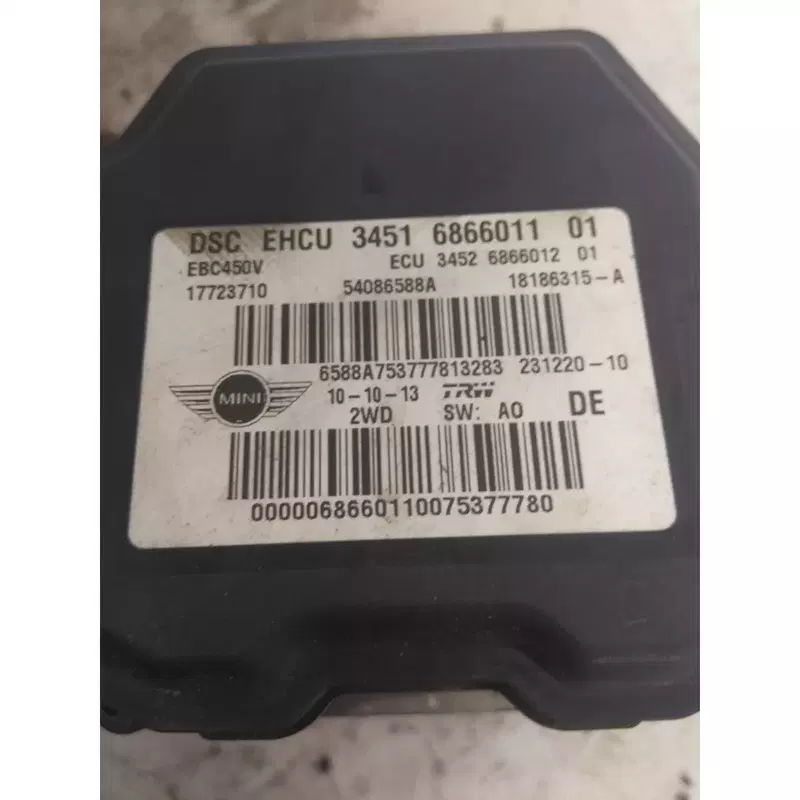 DSC EHCU 3451 6866011 01
EBC450V ECU 3452 6866012 01
17723710 54086588A 18186315-A
6588A753777813283 231220-10
MINI 10-10-13 TRW
2WD SW: A0 DE
0000068660110075377780